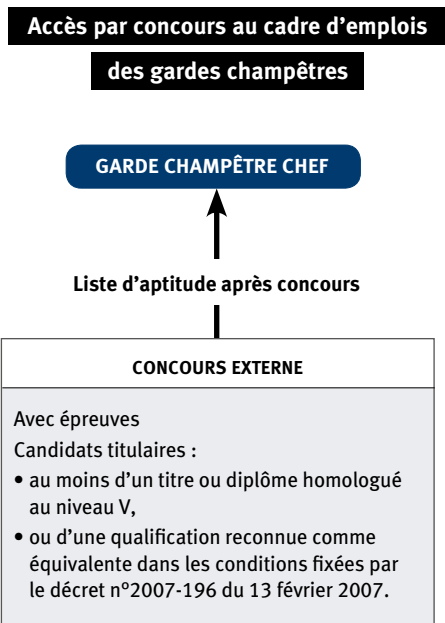 Accès par concours au cadre d'emplois
des gardes champêtres
GARDE CHAMPÊTRE CHEF
Liste d'aptitude après concours
CONCOURS EXTERNE
Avec épreuves
Candidats titulaires :
• au moins d'un titre ou diplôme homologué
au niveau V,
• ou d'une qualification reconnue comme
équivalente dans les conditions fixées par
le décret n°2007-196 du 13 février 2007.